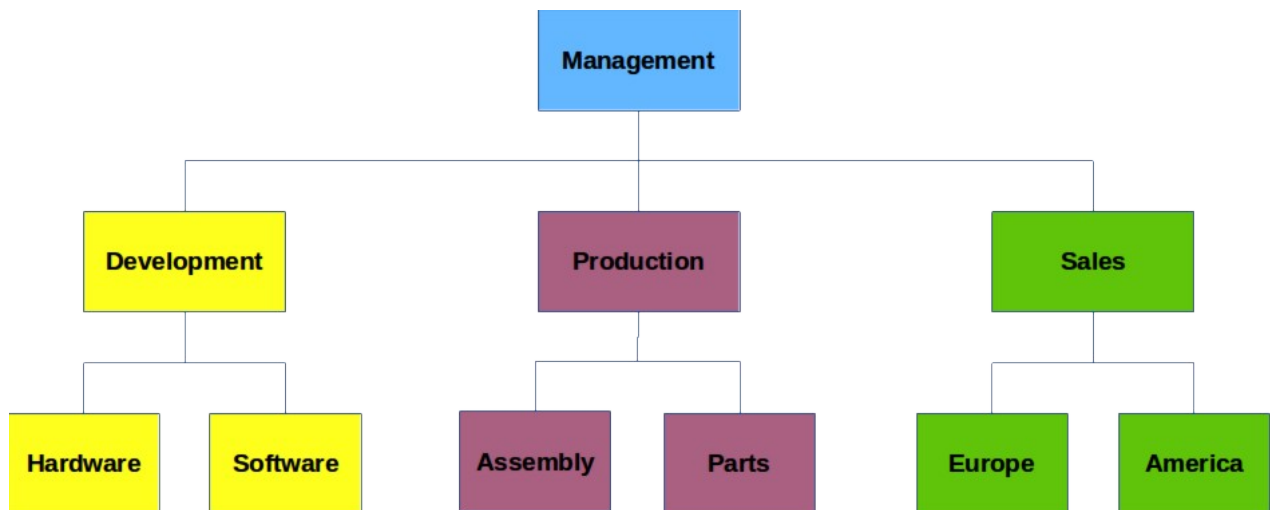 Management
Development
Production
Sales
Hardware
Software
Assembly
Parts
Europe
America